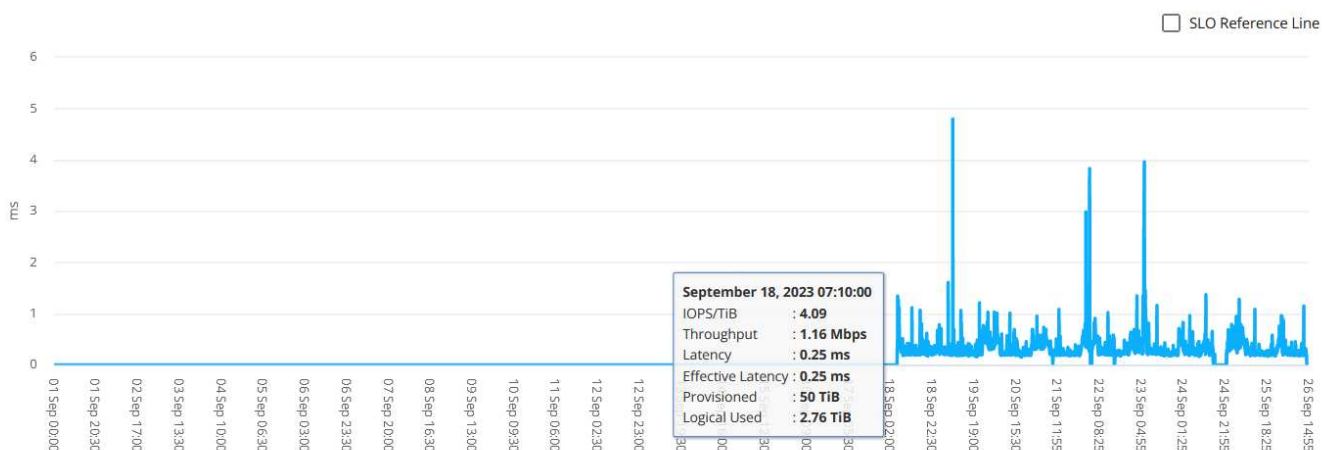 SLO Reference Line
6
5
4
3
2
1
0
ms
September 18, 2023 07:10:00
IOPS/TiB : 4.09
Throughput : 1.16 Mbps
Latency : 0.25 ms
Effective Latency : 0.25 ms
Provisioned : 50 TiB
Logical Used : 2.76 TiB
01 Sep 00:00
01 Sep 20:30
02 Sep 17:00
03 Sep 13:30
04 Sep 10:00
05 Sep 06:30
06 Sep 03:00
06 Sep 23:30
07 Sep 20:00
08 Sep 16:30
09 Sep 13:00
10 Sep 09:30
11 Sep 06:00
12 Sep 02:30
12 Sep 23:00
18 Sep 02:00
18 Sep 22:30
19 Sep 19:00
20 Sep 15:30
21 Sep 11:55
22 Sep 08:25
23 Sep 04:55
24 Sep 01:25
24 Sep 21:55
25 Sep 18:25
26 Sep 14:55